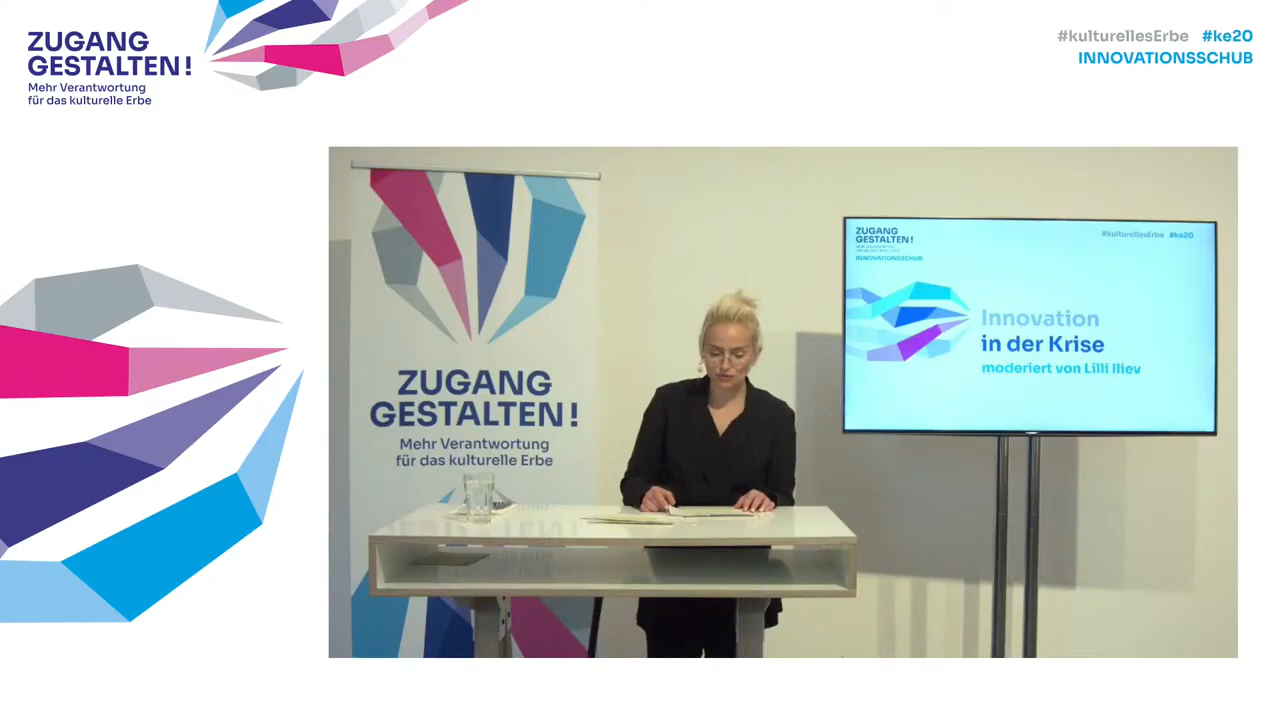 ZUGANG
GESTALTEN!
Mehr Verantwortung
für das kulturelle Erbe
#kulturellesErbe #ke20
INNOVATIONSSCHUB
ZUGANG
GESTALTEN!
Mehr Verantwortung
für das kulturelle Erbe
ZUGANG
GESTALTEN!
INNOVATIONSSCHUB
#kulturellesErbe #ke20
Innovation
in der Krise
moderiert von Lilli Iliev